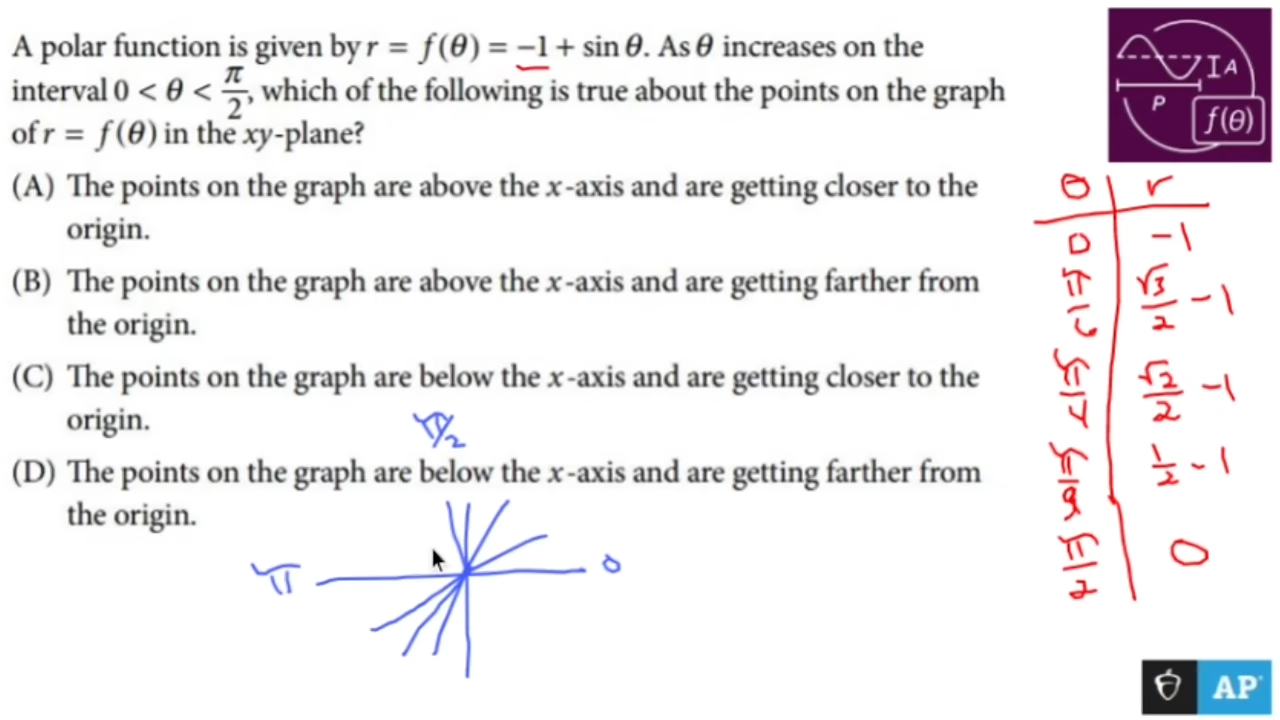 A polar function is given by r = f(θ) = −1 + sin θ. As θ increases on the
interval 0 < θ < π/2, which of the following is true about the points on the graph
of r = f(θ) in the xy-plane?
(A) The points on the graph are above the x-axis and are getting closer to the
origin.
(B) The points on the graph are above the x-axis and are getting farther from
the origin.
(C) The points on the graph are below the x-axis and are getting closer to the
origin.
(D) The points on the graph are below the x-axis and are getting farther from
the origin.
π/2
π 0
A
P
f(θ)
θ r
0 -1
π/6 √3/2 -1
π/4 √2/2 -1
π/3 1/2 -1
π/2 0
AP